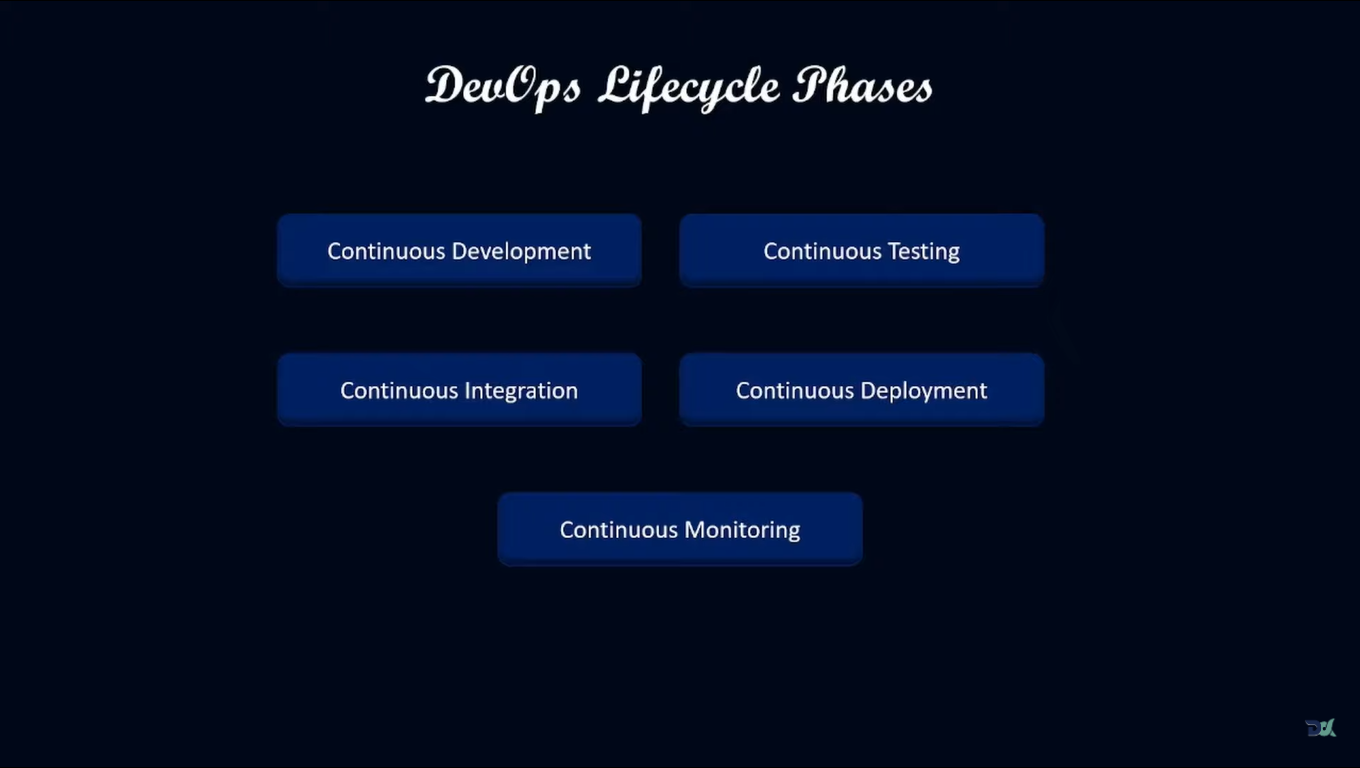 DevOps Lifecycle Phases
Continuous Development
Continuous Testing
Continuous Integration
Continuous Deployment
Continuous Monitoring